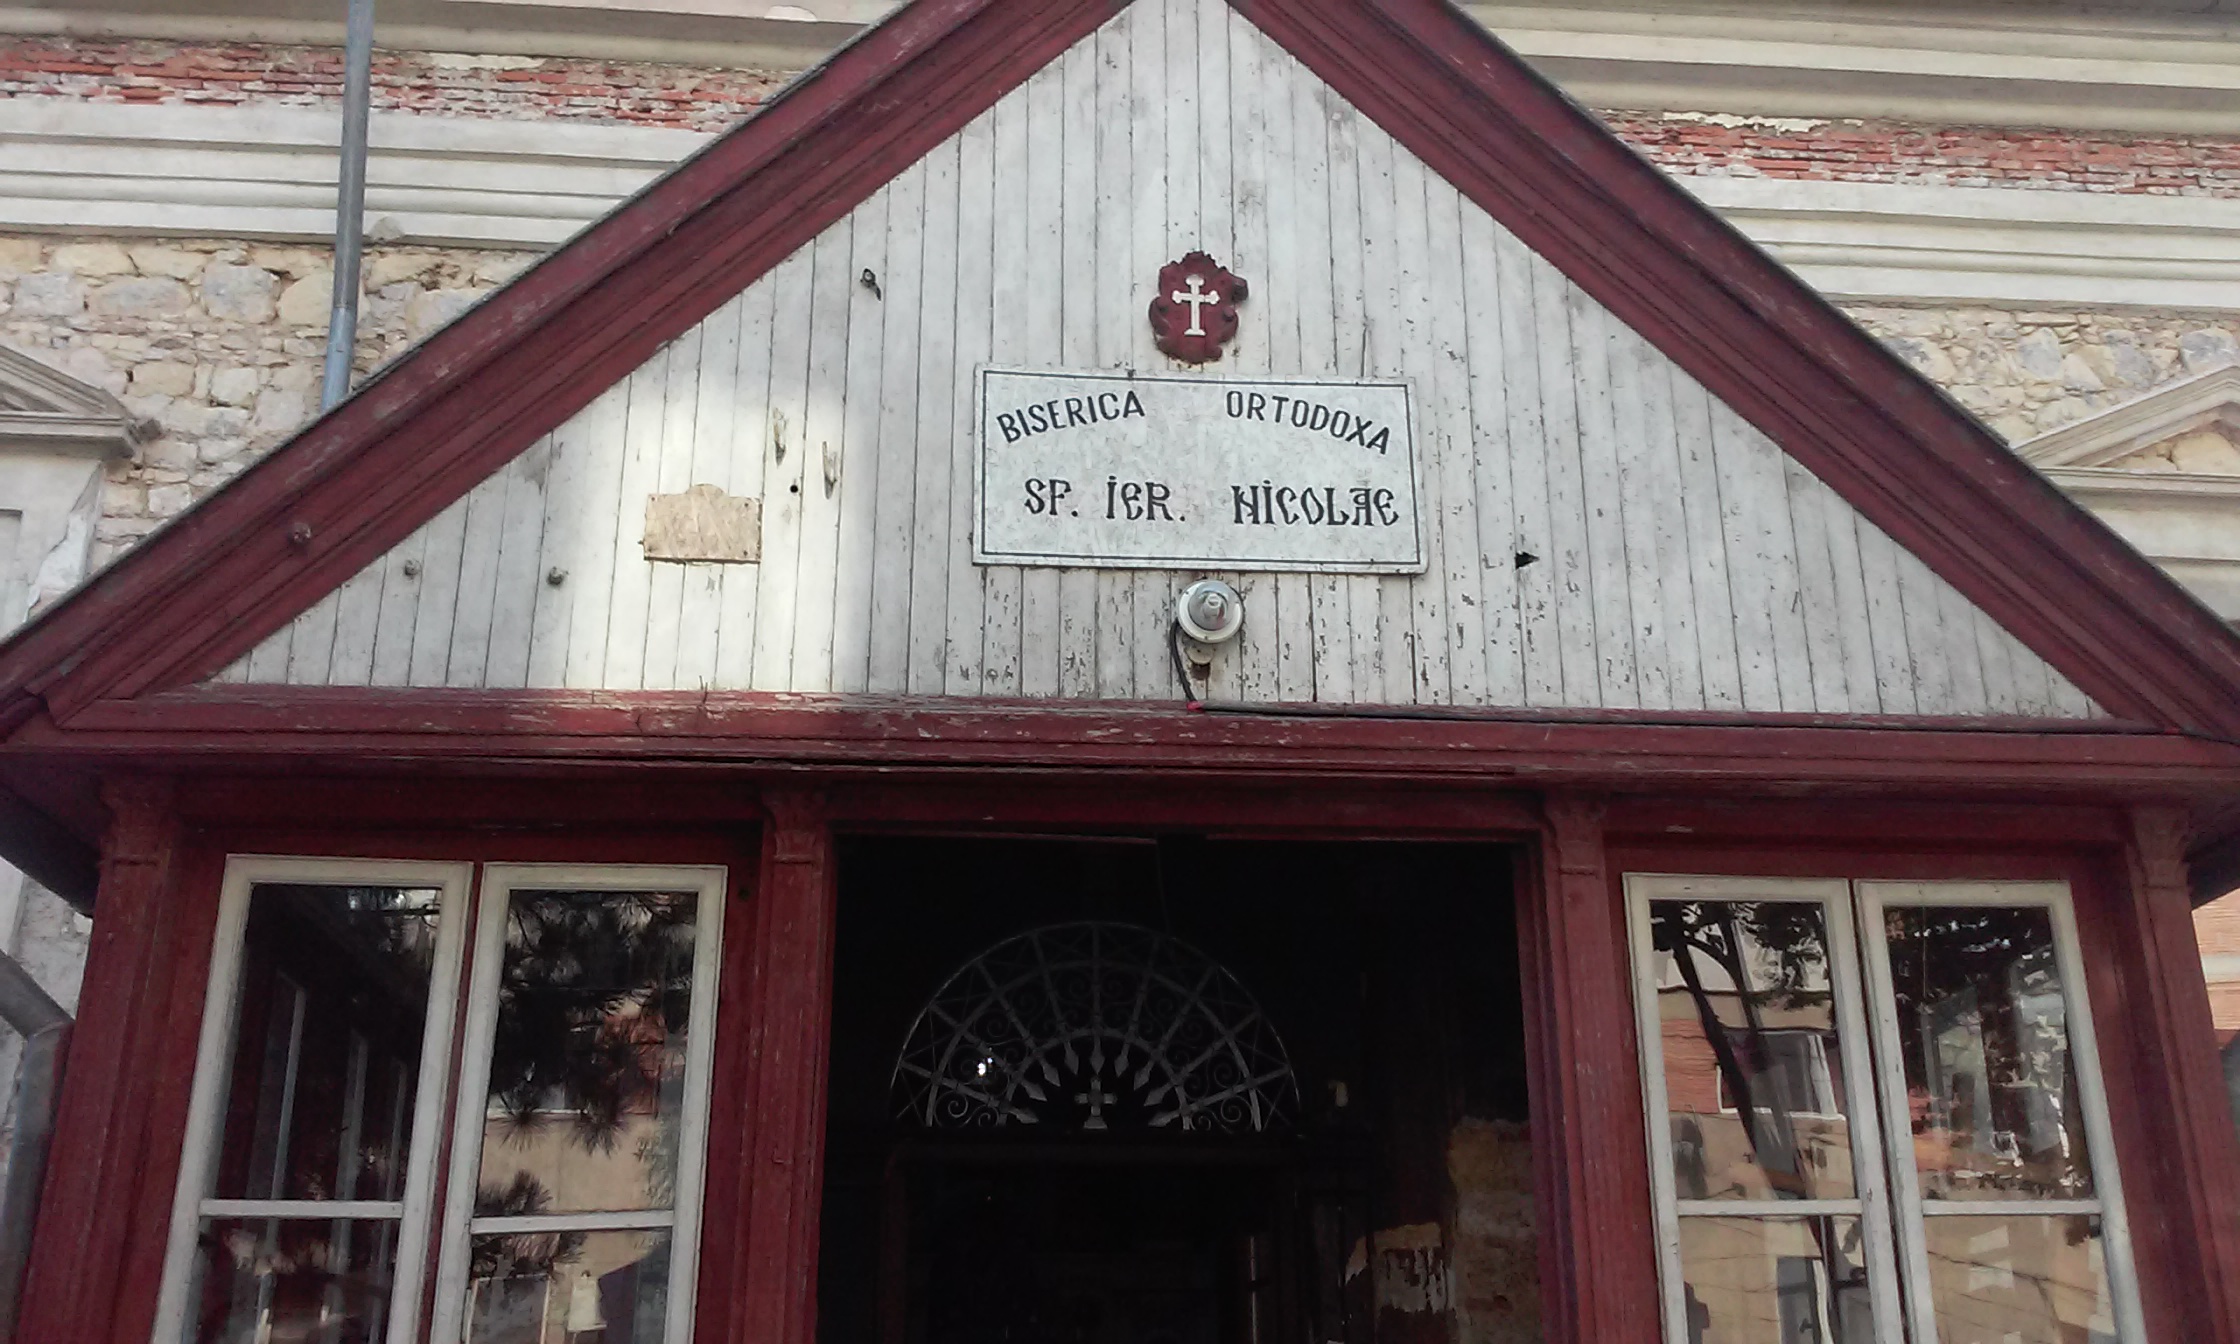 BISERICA ORTODOXA
SF. IER. NICOLAE